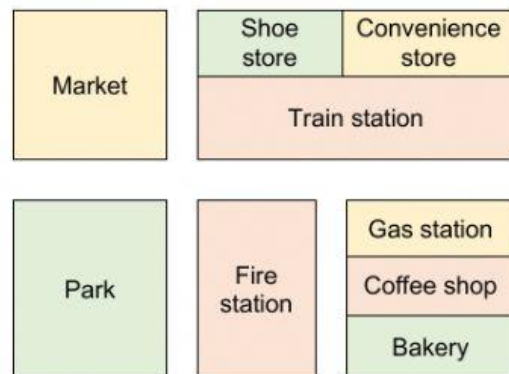 Market
Shoe
store
Convenience
store
Train station
Park
Fire
station
Gas station
Coffee shop
Bakery